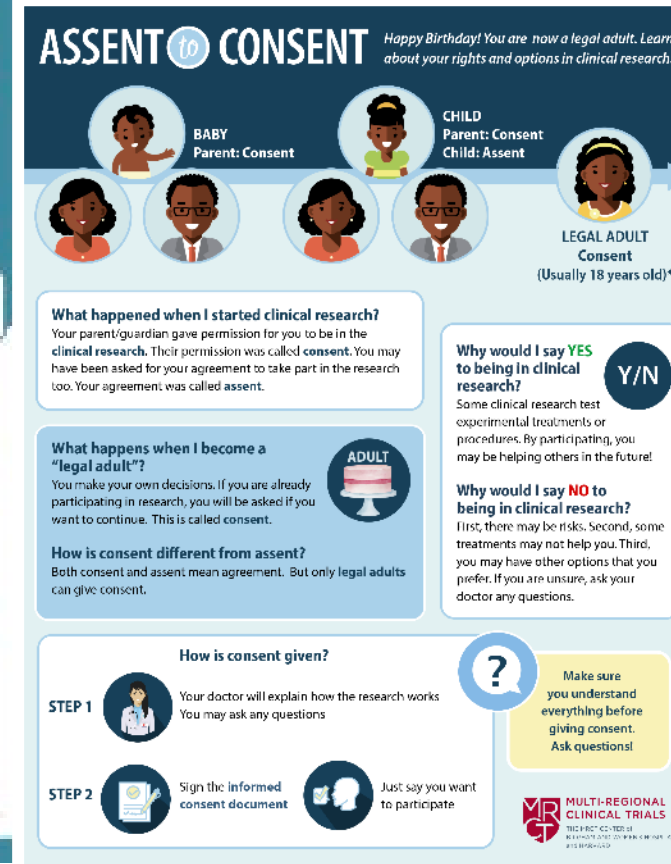 ASSENT to CONSENT
Happy Birthday! You are now a legal adult. Learn
about your rights and options in clinical research.
BABY
Parent: Consent
CHILD
Parent: Consent
Child: Assent
LEGAL ADULT
Consent
(Usually 18 years old)*
What happened when I started clinical research?
Your parent/guardian gave permission for you to be in the
clinical research. Their permission was called consent. You may
have been asked for your agreement to take part in the research
too. Your agreement was called assent.
What happens when I become a
“legal adult”?
You make your own decisions. If you are already
participating in research, you will be asked if you
want to continue. This is called consent.
ADULT
How is consent different from assent?
Both consent and assent mean agreement. But only legal adults
can give consent.
Why would I say YES
to being in clinical
research?
Y/N
Some clinical research test
experimental treatments or
procedures. By participating, you
may be helping others in the future!
Why would I say NO to
being in clinical research?
First, there may be risks. Second, some
treatments may not help you. Third,
you may have other options that you
prefer. If you are unsure, ask your
doctor any questions.
How is consent given?
STEP 1
Your doctor will explain how the research works
You may ask any questions
STEP 2
Sign the informed
consent document
Just say you want
to participate
?
Make sure
you understand
everything before
giving consent.
Ask questions!
MRCT
MULTI-REGIONAL
CLINICAL TRIALS
THE MRCT CENTER of
BRIGHAM AND WOMEN'S
and HARVARD